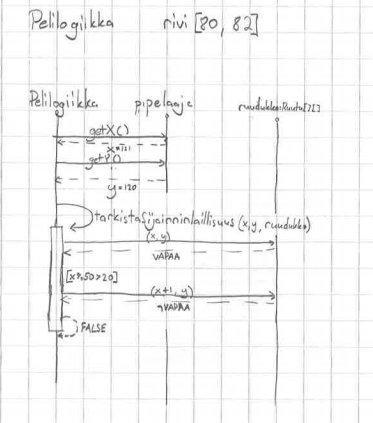 Pelilogiikka rivi [80, 82]
Pelilogiikka pipelaaja ruudukko:Ruutu[][]
getX()
x=111
getY()
y=120
tarkistaSijainninLaillisuus (x,y, ruudukko)
(x,y)
VAPAA
[x%50>20]
(x+1, y)
¬VAPAA
FALSE